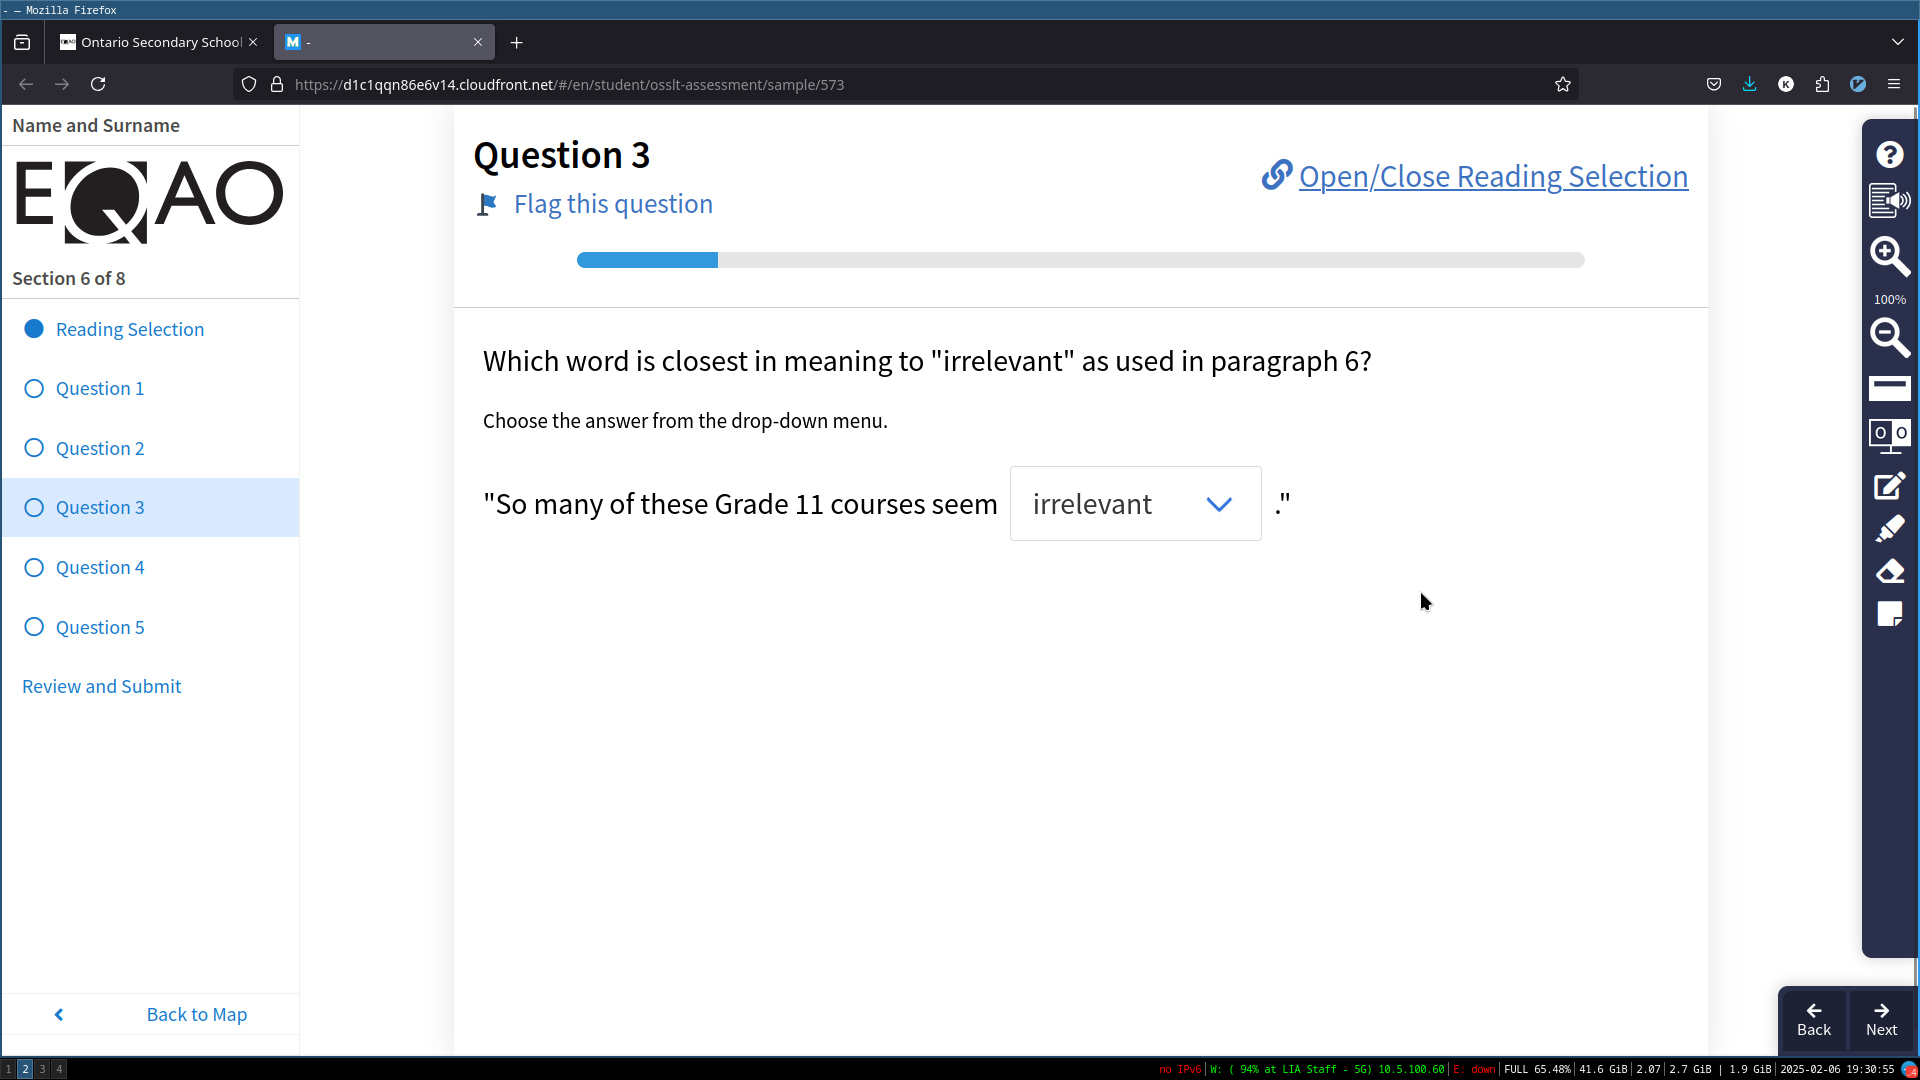 - — Mozilla Firefox
Ontario Secondary School
M -
https://d1c1qqn86e6v14.cloudfront.net/#/en/student/osslt-assessment/sample/573
K
Name and Surname
EQAO
Section 6 of 8
Reading Selection
Question 1
Question 2
Question 3
Question 4
Question 5
Review and Submit
Back to Map
Question 3
Flag this question
Open/Close Reading Selection
Which word is closest in meaning to "irrelevant" as used in paragraph 6?
Choose the answer from the drop-down menu.
"So many of these Grade 11 courses seem irrelevant ."
?
100%
O O
Back
Next
1 2 3 4
no IPv6 | W: ( 94% at LIA Staff - 5G) 10.5.100.60 | E: down | FULL 65.48% | 41.6 GiB | 2.07 | 2.7 GiB | 1.9 GiB | 2025-02-06 19:30:55